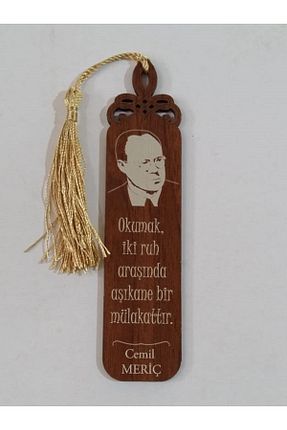 Okumak,
iki ruh
arasında
aşıkane bir
mülakattır.
Cemil
MERİÇ